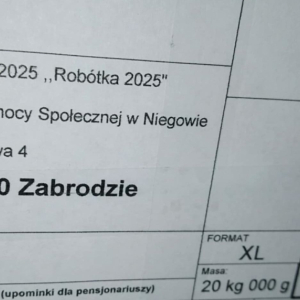 2025 ,,Robótka 2025"
mocy Społecznej w Niegowie
va 4
0 Zabrodzie
FORMAT
XL
Masa:
20 kg 000 g
(upominki dla pensjonariuszy)